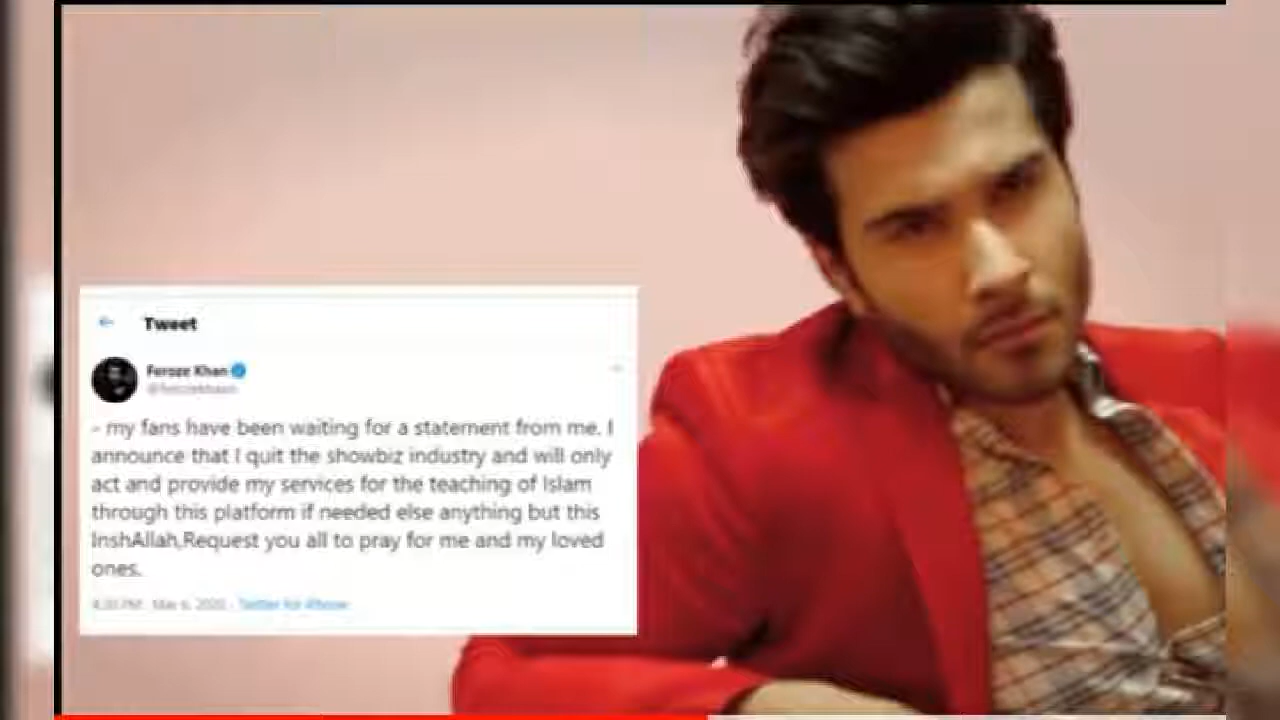 Tweet
Feroze Khan
- my fans have been waiting for a statement from me. I
announce that I quit the showbiz industry and will only
act and provide my services for the teaching of Islam
through this platform if needed else anything but this
InshAllah,Request you all to pray for me and my loved
ones.
Mar 6, 2020 · Twitter for iPhone